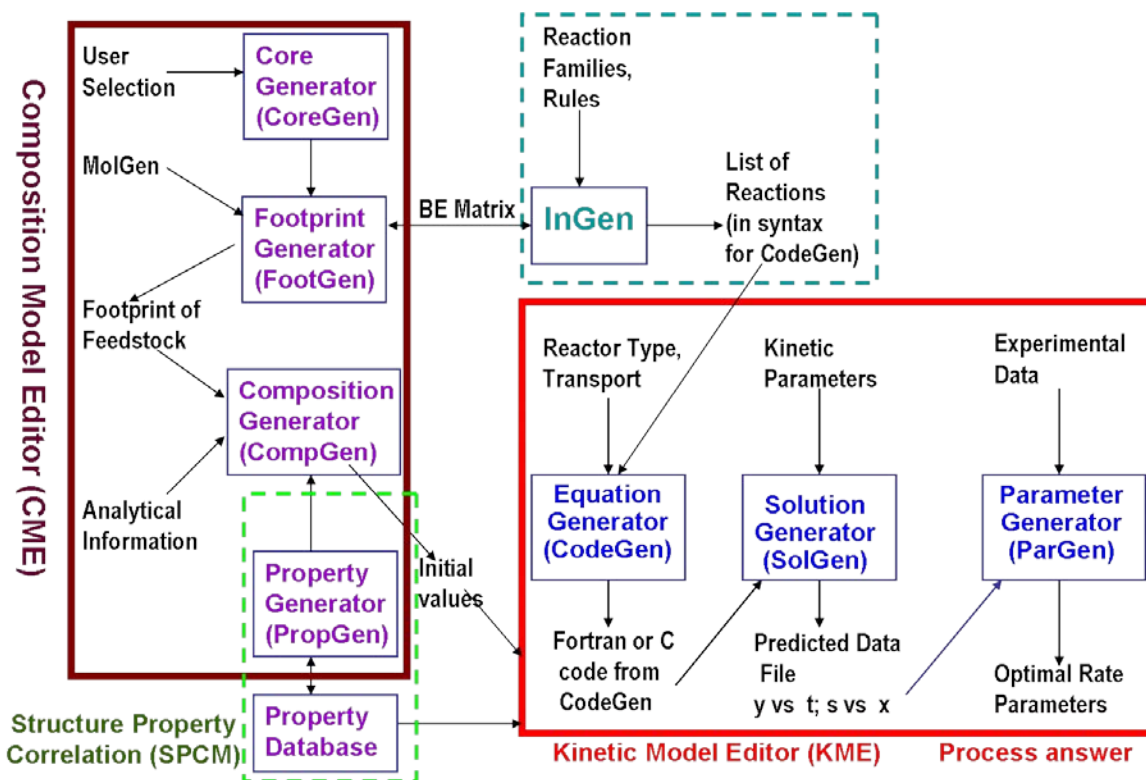 Composition Model Editor (CME)
User
Selection
Core
Generator
(CoreGen)
MolGen
Footprint
Generator
(FootGen)
Footprint of
Feedstock
Composition
Generator
(CompGen)
Analytical
Information
Property
Generator
(PropGen)
Initial
values
Structure Property
Correlation (SPCM)
Property
Database
BE Matrix
Reaction
Families,
Rules
InGen
List of
Reactions
(in syntax
for CodeGen)
Reactor Type,
Transport
Equation
Generator
(CodeGen)
Fortran or C
code from
CodeGen
Kinetic
Parameters
Solution
Generator
(SolGen)
Predicted Data
File
y vs t; s vs x
Experimental
Data
Parameter
Generator
(ParGen)
Optimal Rate
Parameters
Kinetic Model Editor (KME)
Process answer